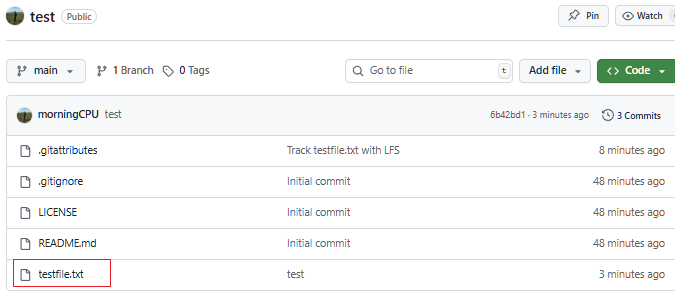 test Public Pin Watch
main 1 Branch 0 Tags Go to file t Add file Code
morningCPU test 6b42bd1 · 3 minutes ago 3 Commits
.gitattributes Track testfile.txt with LFS 8 minutes ago
.gitignore Initial commit 48 minutes ago
LICENSE Initial commit 48 minutes ago
README.md Initial commit 48 minutes ago
testfile.txt test 3 minutes ago